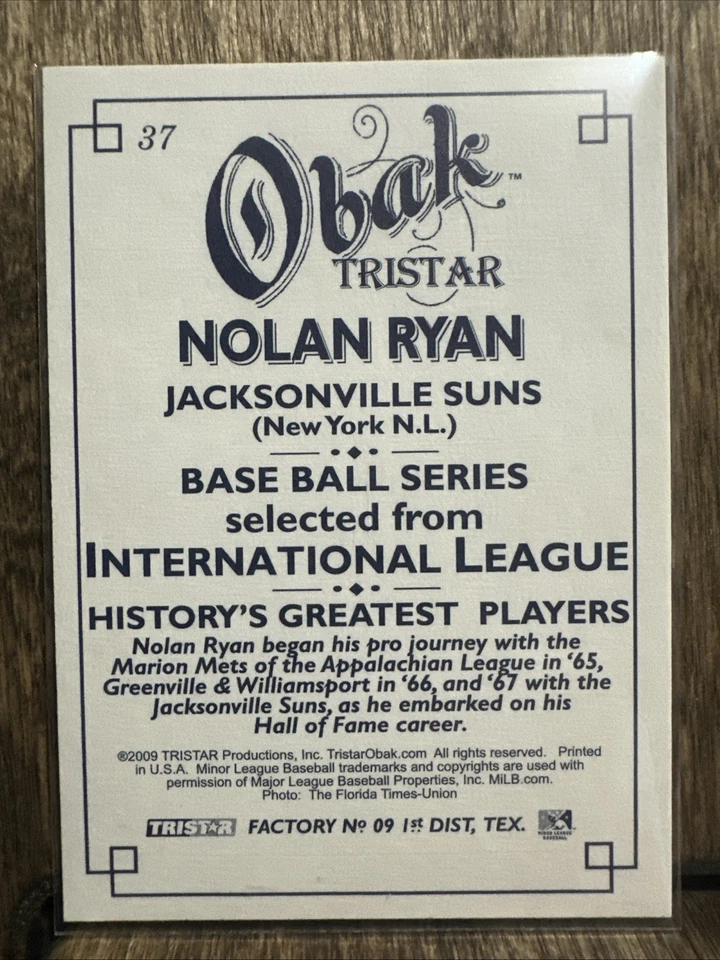 37
Obak™
TRISTAR
NOLAN RYAN
JACKSONVILLE SUNS
(New York N.L.)
BASE BALL SERIES
selected from
INTERNATIONAL LEAGUE
HISTORY'S GREATEST PLAYERS
Nolan Ryan began his pro journey with the
Marion Mets of the Appalachian League in '65,
Greenville & Williamsport in '66, and '67 with the
Jacksonville Suns, as he embarked on his
Hall of Fame career.
®2009 TRISTAR Productions, Inc. TristarObak.com All rights reserved. Printed
in U.S.A. Minor League Baseball trademarks and copyrights are used with
permission of Major League Baseball Properties, Inc. MiLB.com.
Photo: The Florida Times-Union
TRISTAR FACTORY Nº 09 1st DIST, TEX. MINOR LEAGUE
BASEBALL